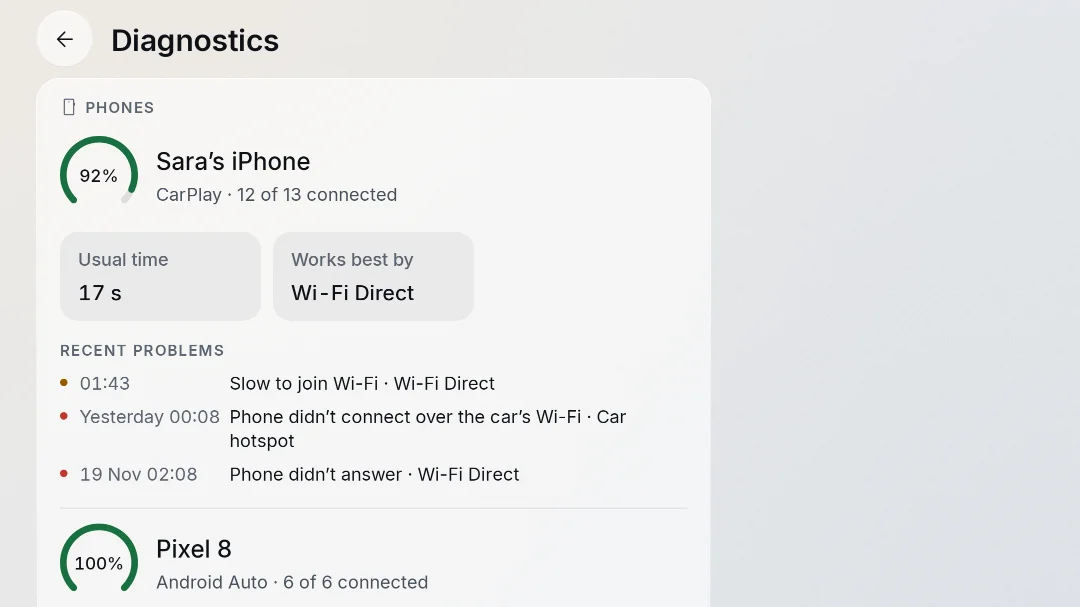 Diagnostics
PHONES
92%
Sara’s iPhone
CarPlay · 12 of 13 connected
Usual time
17 s
Works best by
Wi-Fi Direct
RECENT PROBLEMS
01:43 Slow to join Wi-Fi · Wi-Fi Direct
Yesterday 00:08 Phone didn’t connect over the car’s Wi-Fi · Car
hotspot
19 Nov 02:08 Phone didn’t answer · Wi-Fi Direct
100%
Pixel 8
Android Auto · 6 of 6 connected